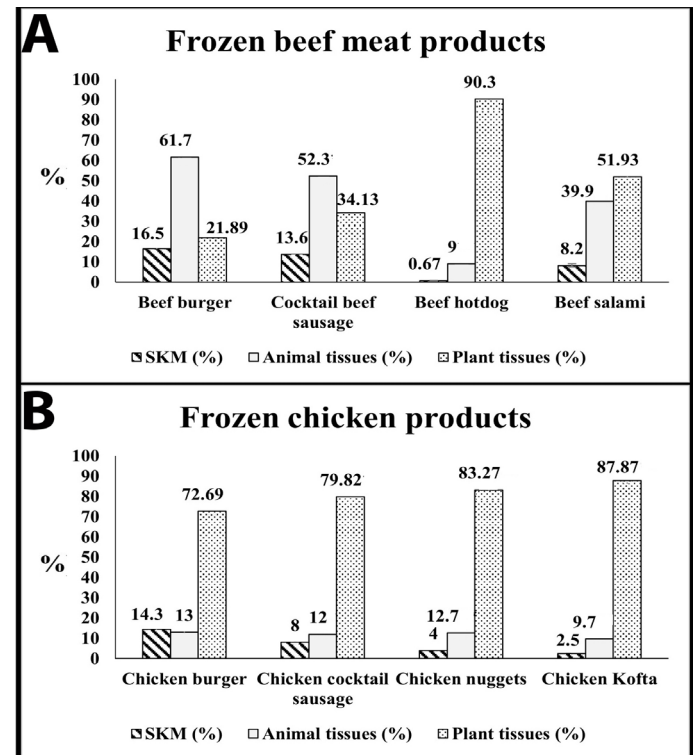 A
Frozen beef meat products
100
90
80
70
60
50
40
30
20
10
0
%
16.5
61.7
21.89
13.6
52.3
34.13
0.67
9
90.3
8.2
39.9
51.93
Beef burger
Cocktail beef
sausage
Beef hotdog
Beef salami
SKM (%)
Animal tissues (%)
Plant tissues (%)
B
Frozen chicken products
100
90
80
70
60
50
40
30
20
10
0
%
14.3
13
72.69
8
12
79.82
4
12.7
83.27
2.5
9.7
87.87
Chicken burger
Chicken cocktail
sausage
Chicken nuggets
Chicken Kofta
SKM (%)
Animal tissues (%)
Plant tissues (%)